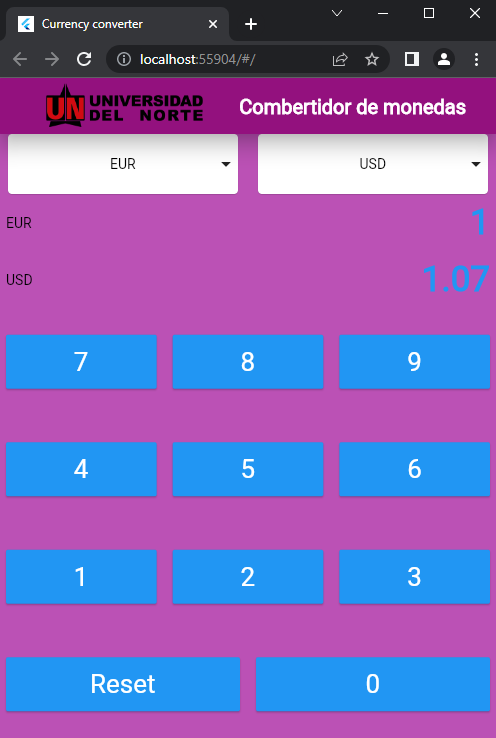 Currency converter
localhost:55904/#/
UN UNIVERSIDAD
DEL NORTE
Combertidor de monedas
EUR USD
EUR 1
USD 1.07
7 8 9
4 5 6
1 2 3
Reset 0